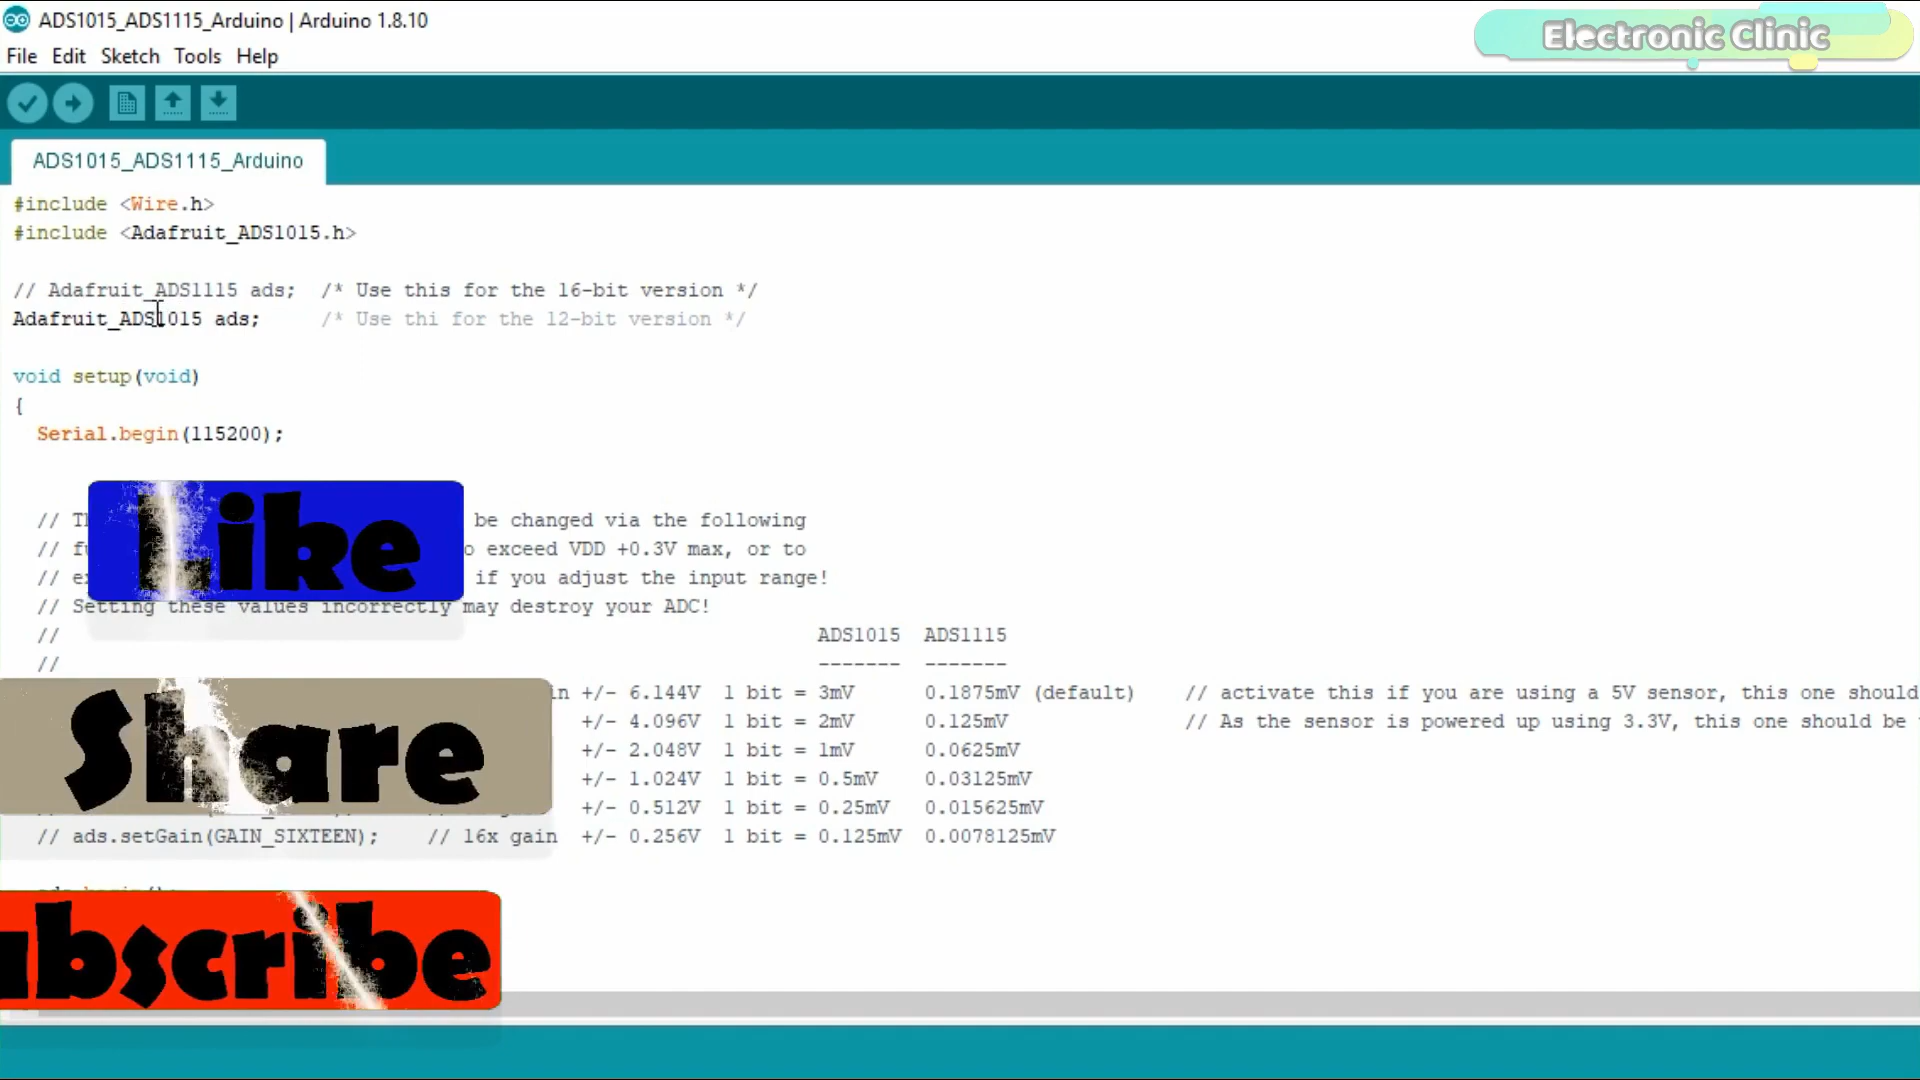 ADS1015_ADS1115_Arduino | Arduino 1.8.10
Electronic Clinic
File Edit Sketch Tools Help
ADS1015_ADS1115_Arduino
#include <Wire.h>
#include <Adafruit_ADS1015.h>
// Adafruit_ADS1115 ads; /* Use this for the 16-bit version */
Adafruit_ADS1015 ads; /* Use thi for the 12-bit version */
void setup(void)
{
Serial.begin(115200);
// be changed via the following
// exceed VDD +0.3V max, or to
// if you adjust the input range!
// Setting these values incorrectly may destroy your ADC!
// ADS1015 ADS1115
// ------- -------
+/- 6.144V 1 bit = 3mV 0.1875mV (default) // activate this if you are using a 5V sensor, this one should
+/- 4.096V 1 bit = 2mV 0.125mV // As the sensor is powered up using 3.3V, this one should be
+/- 2.048V 1 bit = 1mV 0.0625mV
+/- 1.024V 1 bit = 0.5mV 0.03125mV
+/- 0.512V 1 bit = 0.25mV 0.015625mV
// ads.setGain(GAIN_SIXTEEN); // 16x gain +/- 0.256V 1 bit = 0.125mV 0.0078125mV
Like
Share
ubscribe